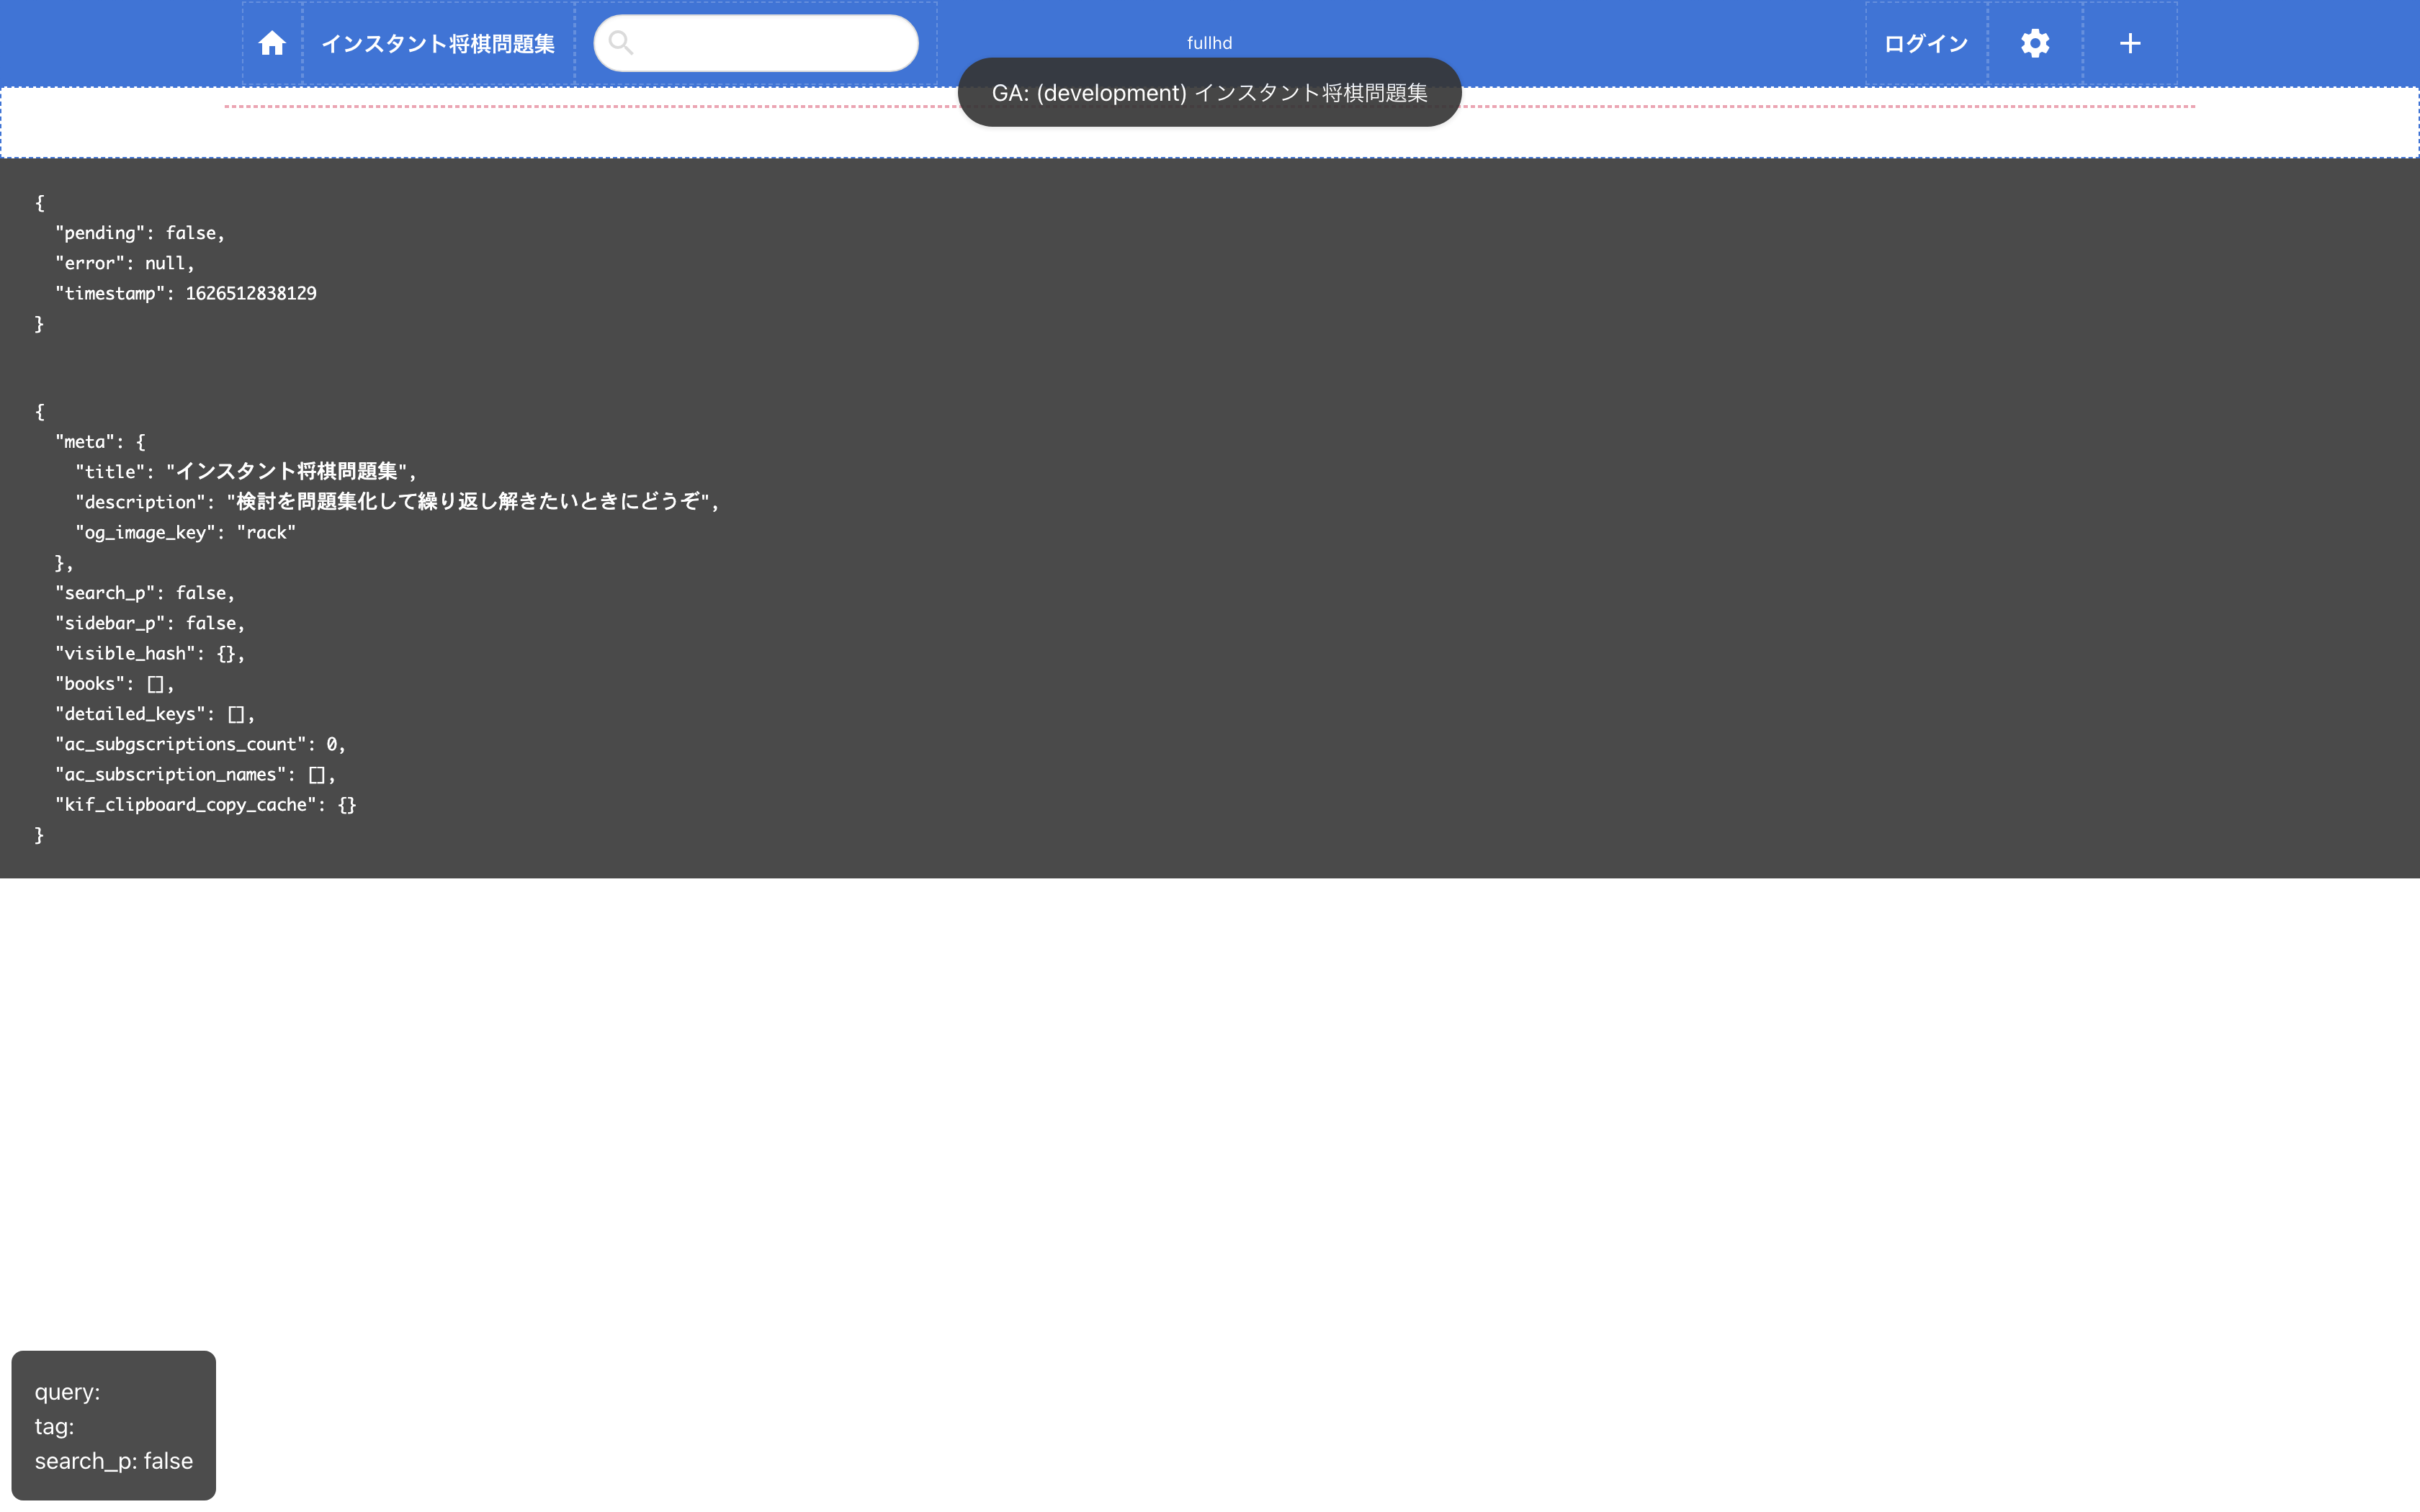 インスタント将棋問題集
fullhd
ログイン
GA: (development) インスタント将棋問題集
{
"pending": false,
"error": null,
"timestamp": 1626512838129
}
{
"meta": {
"title": "インスタント将棋問題集",
"description": "検討を問題集化して繰り返し解きたいときにどうぞ",
"og_image_key": "rack"
},
"search_p": false,
"sidebar_p": false,
"visible_hash": {},
"books": [],
"detailed_keys": [],
"ac_subgscriptions_count": 0,
"ac_subscription_names": [],
"kif_clipboard_copy_cache": {}
}
query:
tag:
search_p: false